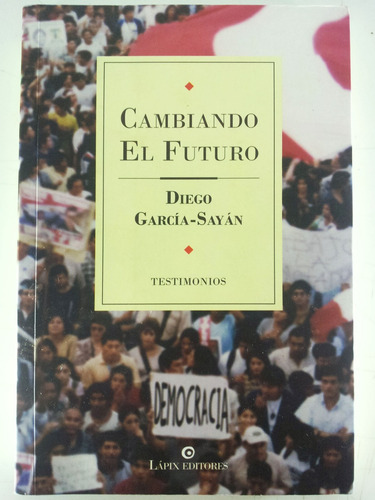 CAMBIANDO
EL FUTURO
DIEGO
GARCÍA-SAYÁN
TESTIMONIOS
DEMOCRACIA
LÁPIX EDITORES